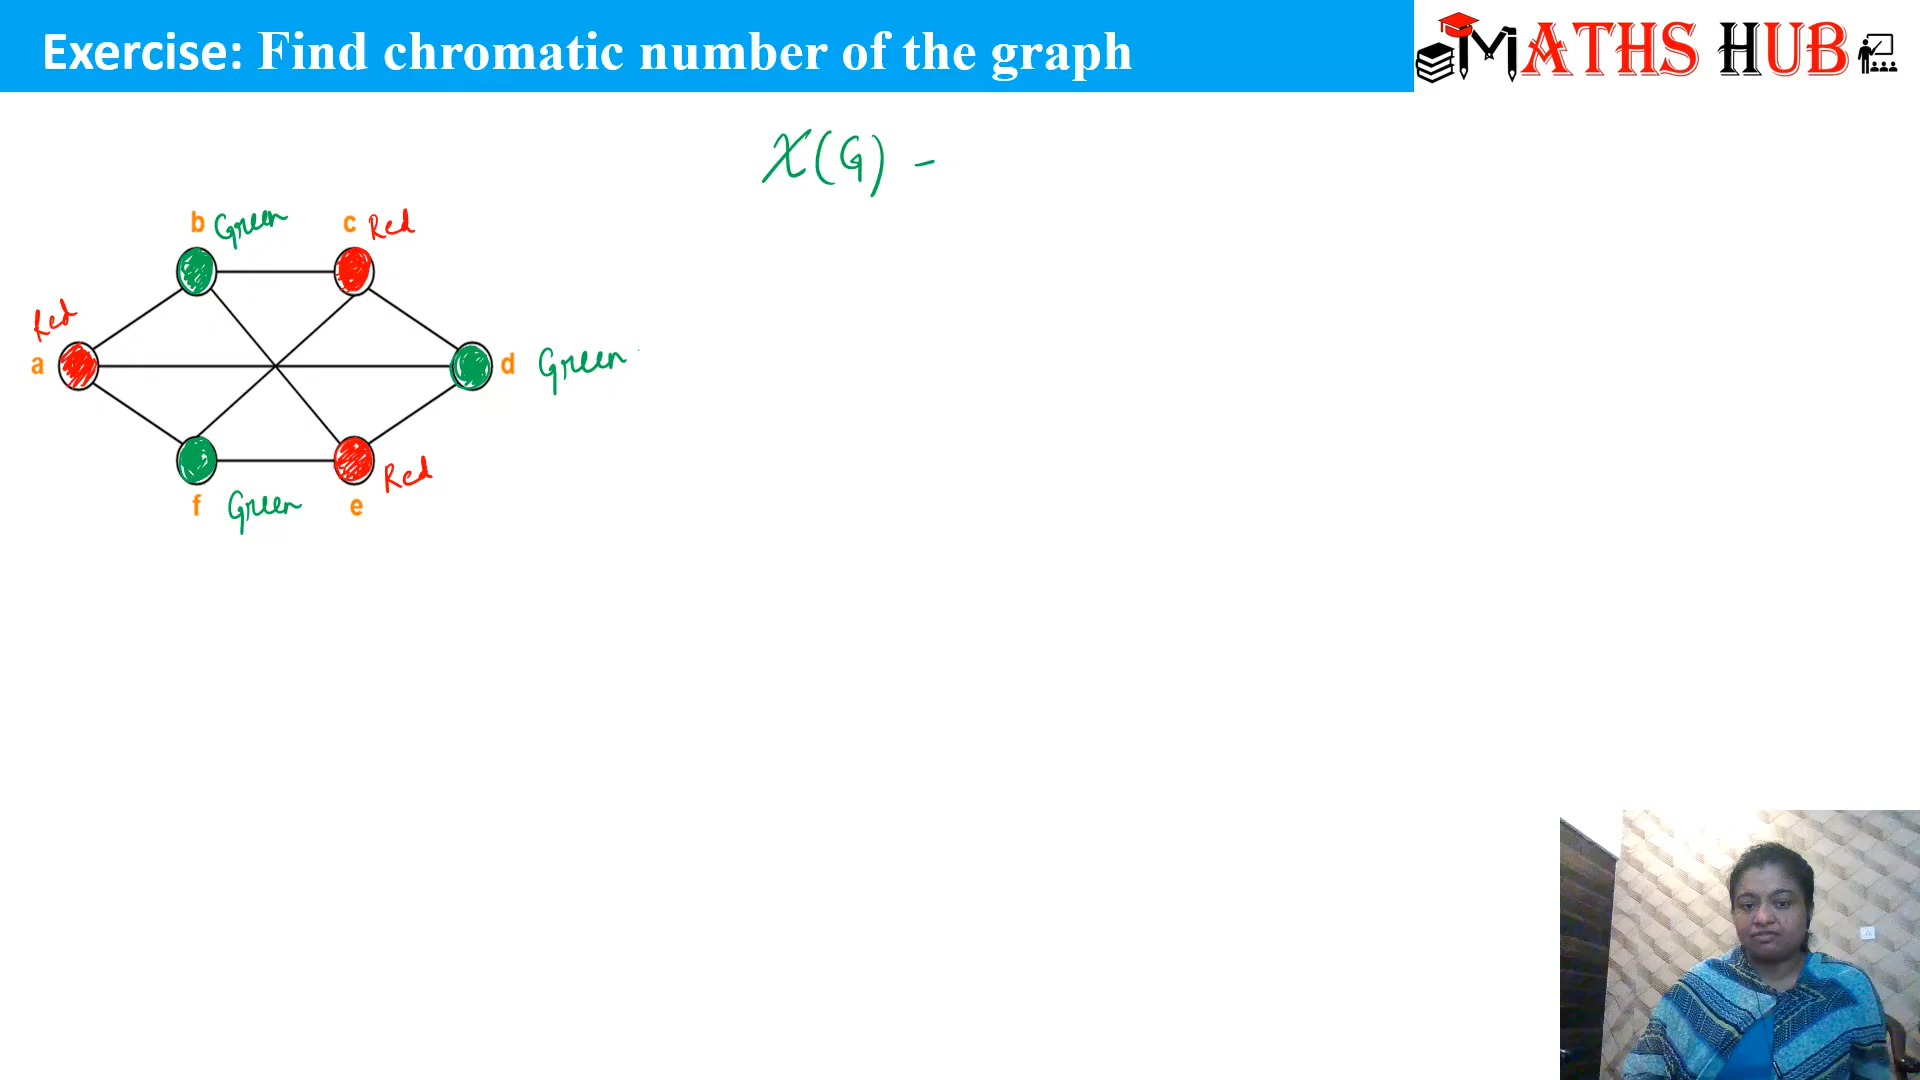 Exercise: Find chromatic number of the graph
MATHS HUB
χ(G) -
b Green c Red
Red
a
d Green
Red
f Green e